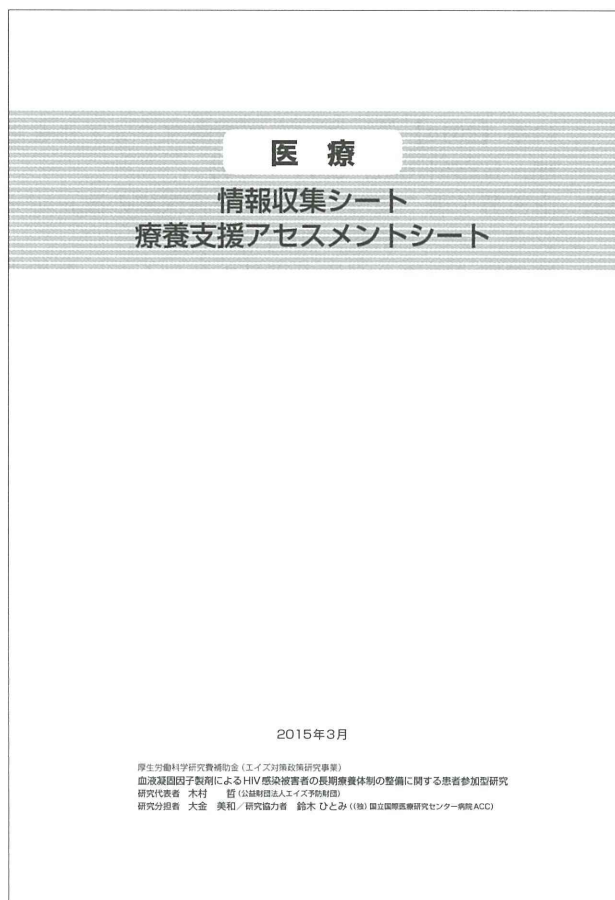 医 療
情報収集シート
療養支援アセスメントシート
2015年3月
厚生労働科学研究費補助金（エイズ対策政策研究事業）
血液凝固因子製剤によるHIV感染被害者の長期療養体制の整備に関する患者参加型研究
研究代表者 木村 哲（公益財団法人エイズ予防財団）
研究分担者 大金 美和／研究協力者 鈴木 ひとみ（（独）国立国際医療研究センター病院ACC）